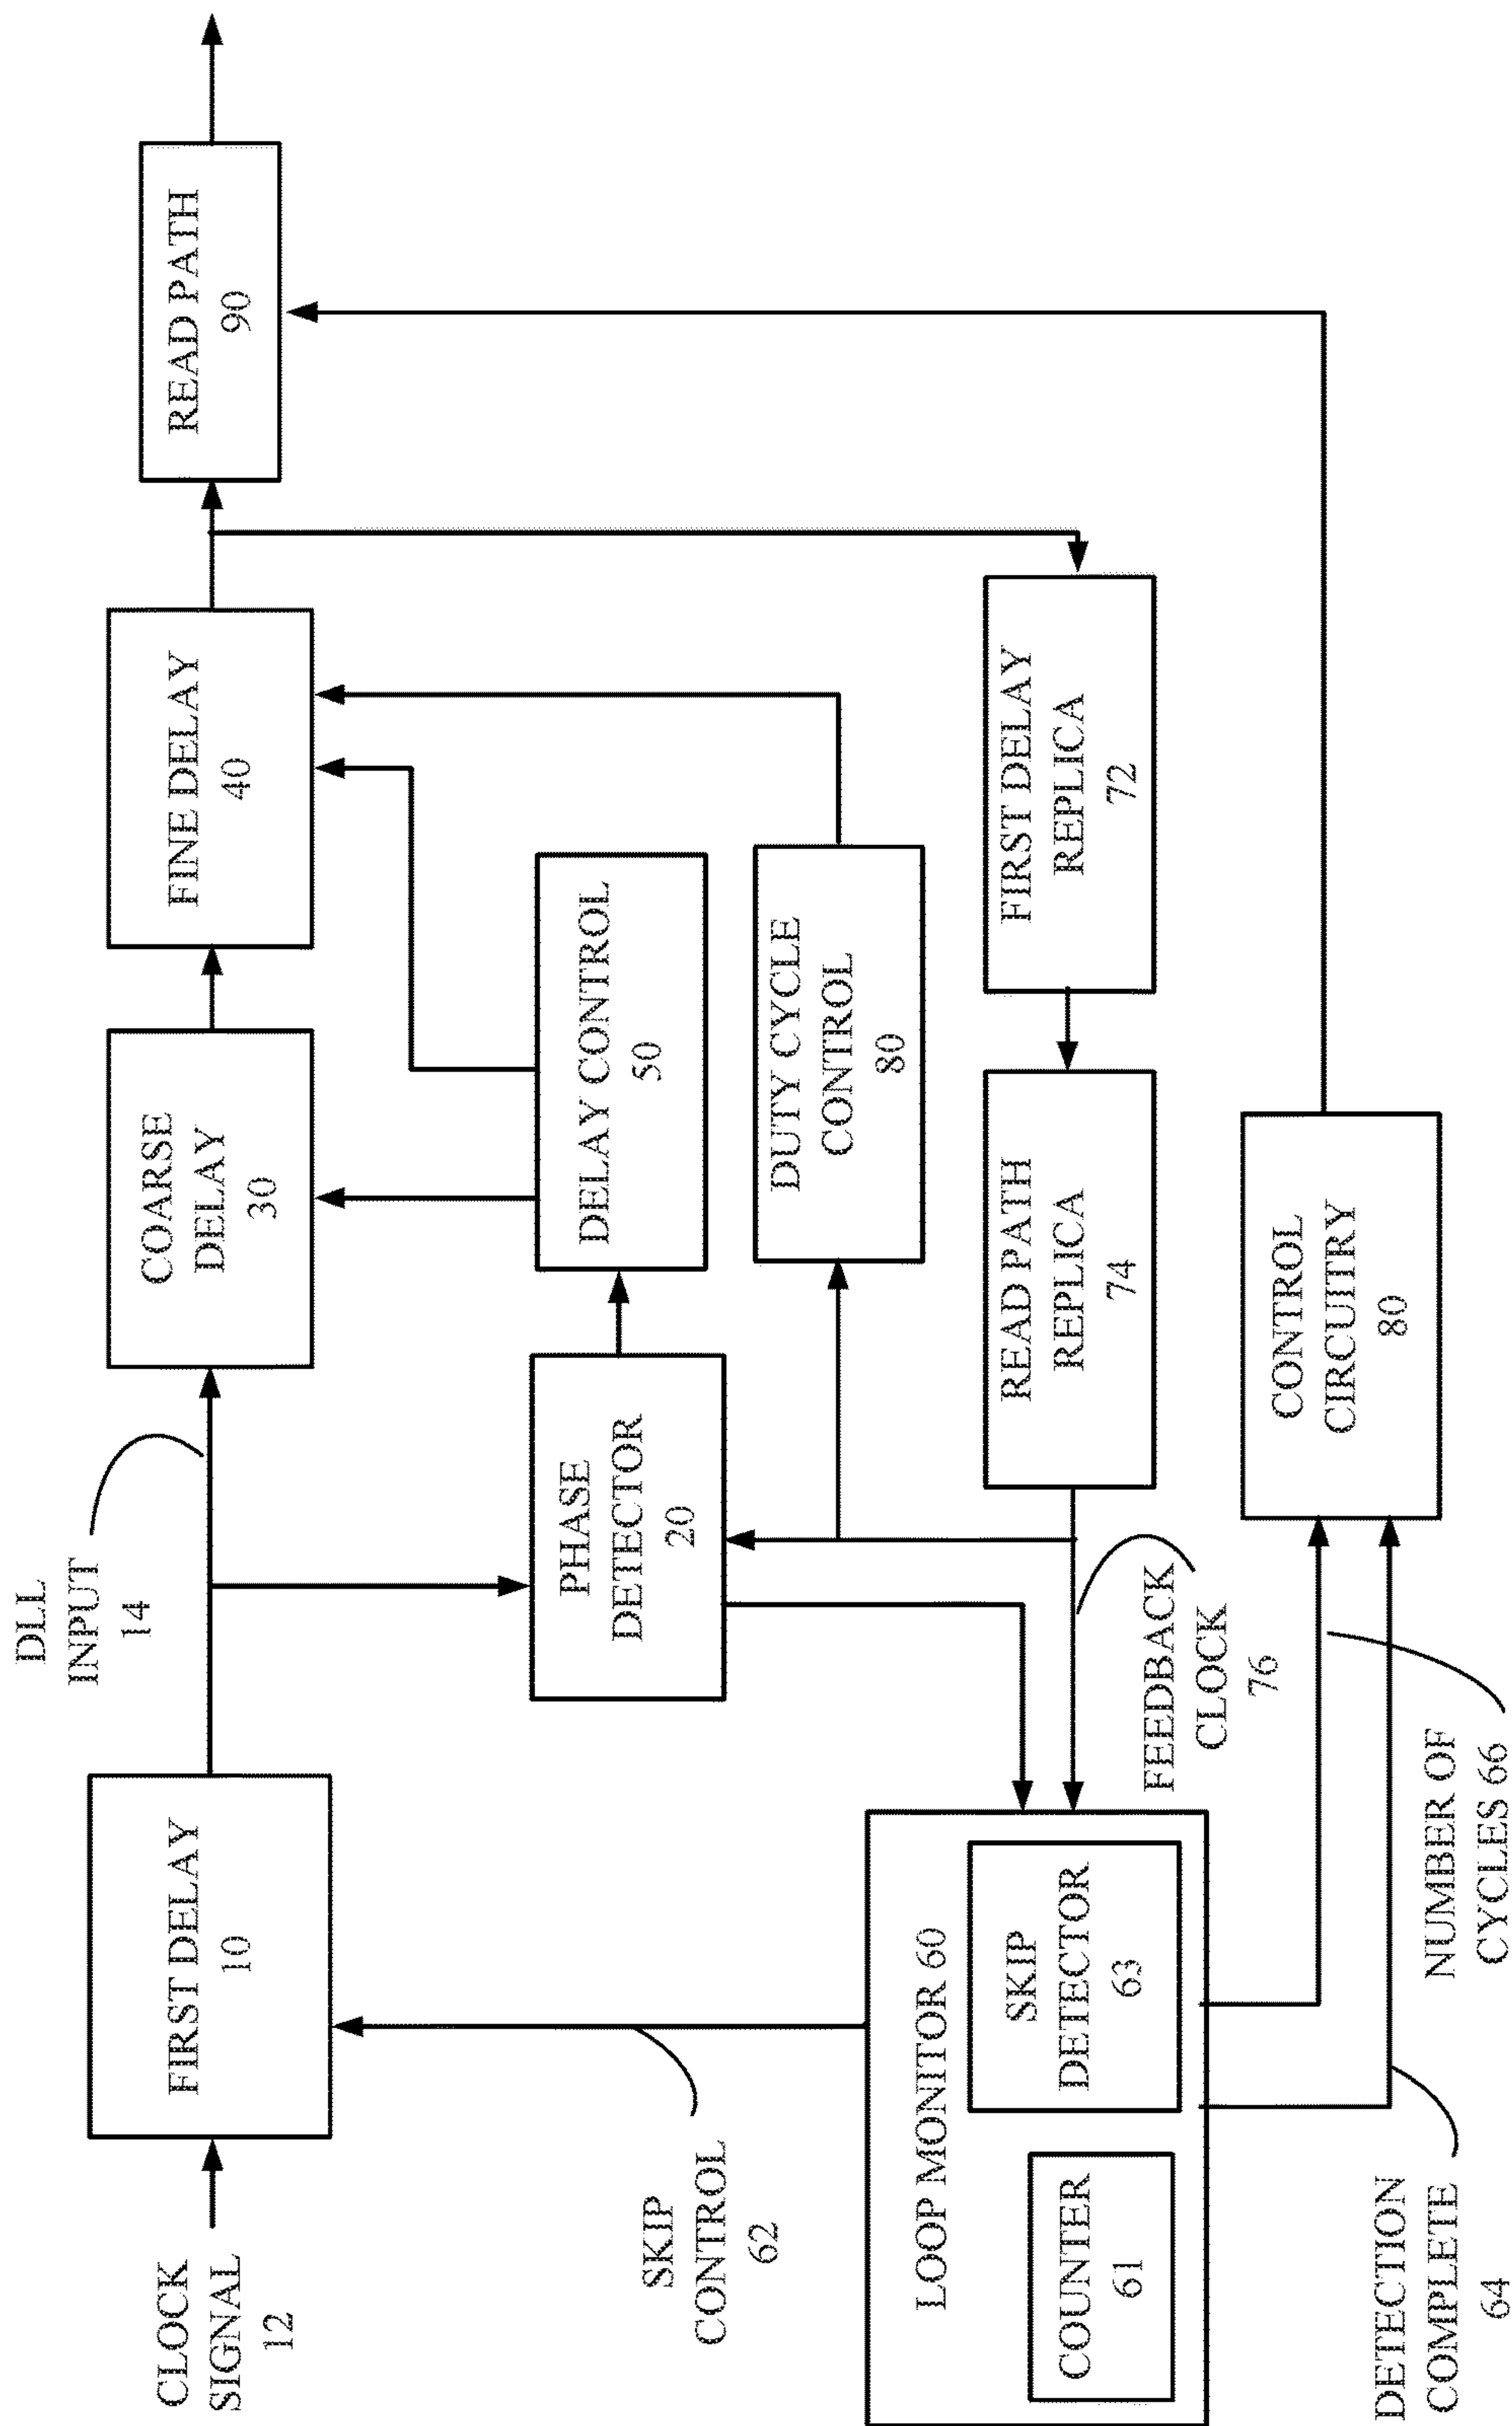 CLOCK
SIGNAL
12
FIRST DELAY
10
DLL
INPUT
14
COARSE
DELAY
30
FINE DELAY
40
READ PATH
90
SKIP
CONTROL
62
PHASE
DETECTOR
20
DELAY CONTROL
50
DUTY CYCLE
CONTROL
80
LOOP MONITOR 60
COUNTER
61
SKIP
DETECTOR
63
FEEDBACK
CLOCK
76
READ PATH
REPLICA
74
FIRST DELAY
REPLICA
72
DETECTION
COMPLETE
64
NUMBER OF
CYCLES 66
CONTROL
CIRCUITRY
80